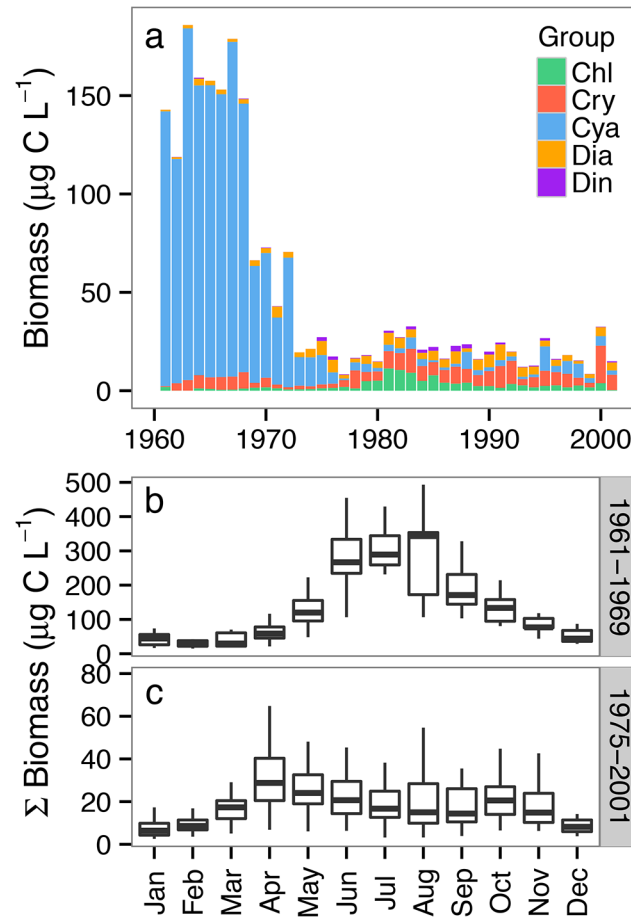 a
Group
Chl
Cry
Cya
Dia
Din
Biomass (μg C L⁻¹)
150
100
50
0
1960
1970
1980
1990
2000
b
500
400
300
200
100
0
1961−1969
Σ Biomass (μg C L⁻¹)
c
80
60
40
20
0
1975−2001
Jan
Feb
Mar
Apr
May
Jun
Jul
Aug
Sep
Oct
Nov
Dec